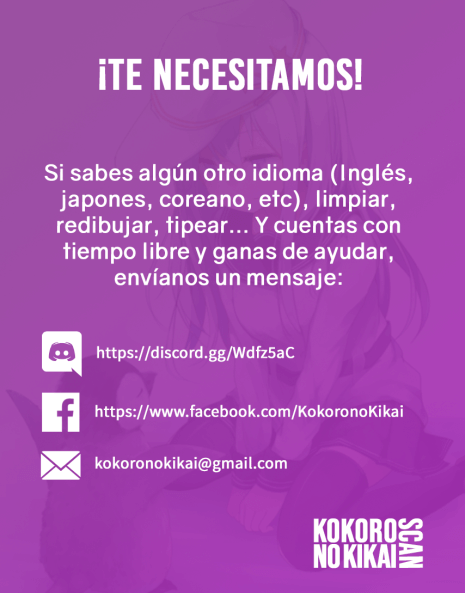 ¡TE NECESITAMOS!
Si sabes algún otro idioma (Inglés,
japones, coreano, etc), limpiar,
redibujar, tipear... Y cuentas con
tiempo libre y ganas de ayudar,
envíanos un mensaje:
https://discord.gg/Wdfz5aC
https://www.facebook.com/KokoronoKikai
kokoronokikai@gmail.com
KOKORO
NO KIKAI
SCAN